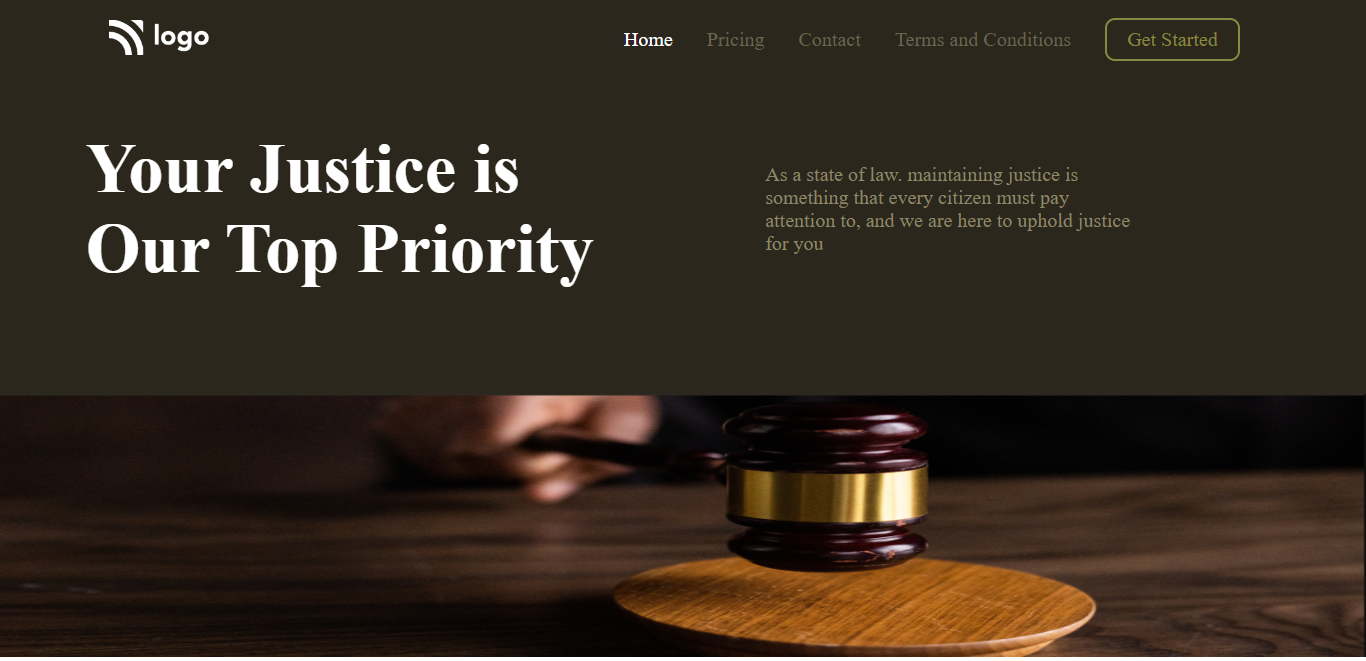 logo
Home Pricing Contact Terms and Conditions Get Started
Your Justice is
Our Top Priority
As a state of law. maintaining justice is
something that every citizen must pay
attention to, and we are here to uphold justice
for you